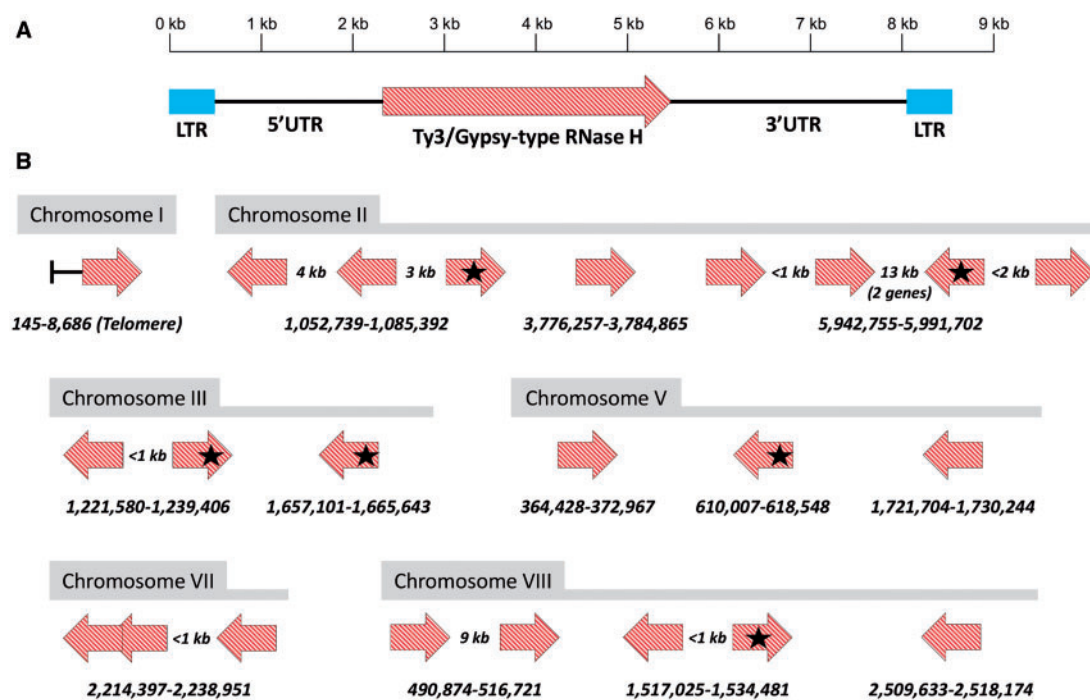 A
0 kb 1 kb 2 kb 3 kb 4 kb 5 kb 6 kb 7 kb 8 kb 9 kb
LTR 5'UTR Ty3/Gypsy-type RNase H 3'UTR LTR
B
Chromosome I Chromosome II
4 kb 3 kb <1 kb 13 kb <2 kb
(2 genes)
145-8,686 (Telomere) 1,052,739-1,085,392 3,776,257-3,784,865 5,942,755-5,991,702
Chromosome III Chromosome V
<1 kb
1,221,580-1,239,406 1,657,101-1,665,643 364,428-372,967 610,007-618,548 1,721,704-1,730,244
Chromosome VII Chromosome VIII
<1 kb 9 kb <1 kb
2,214,397-2,238,951 490,874-516,721 1,517,025-1,534,481 2,509,633-2,518,174